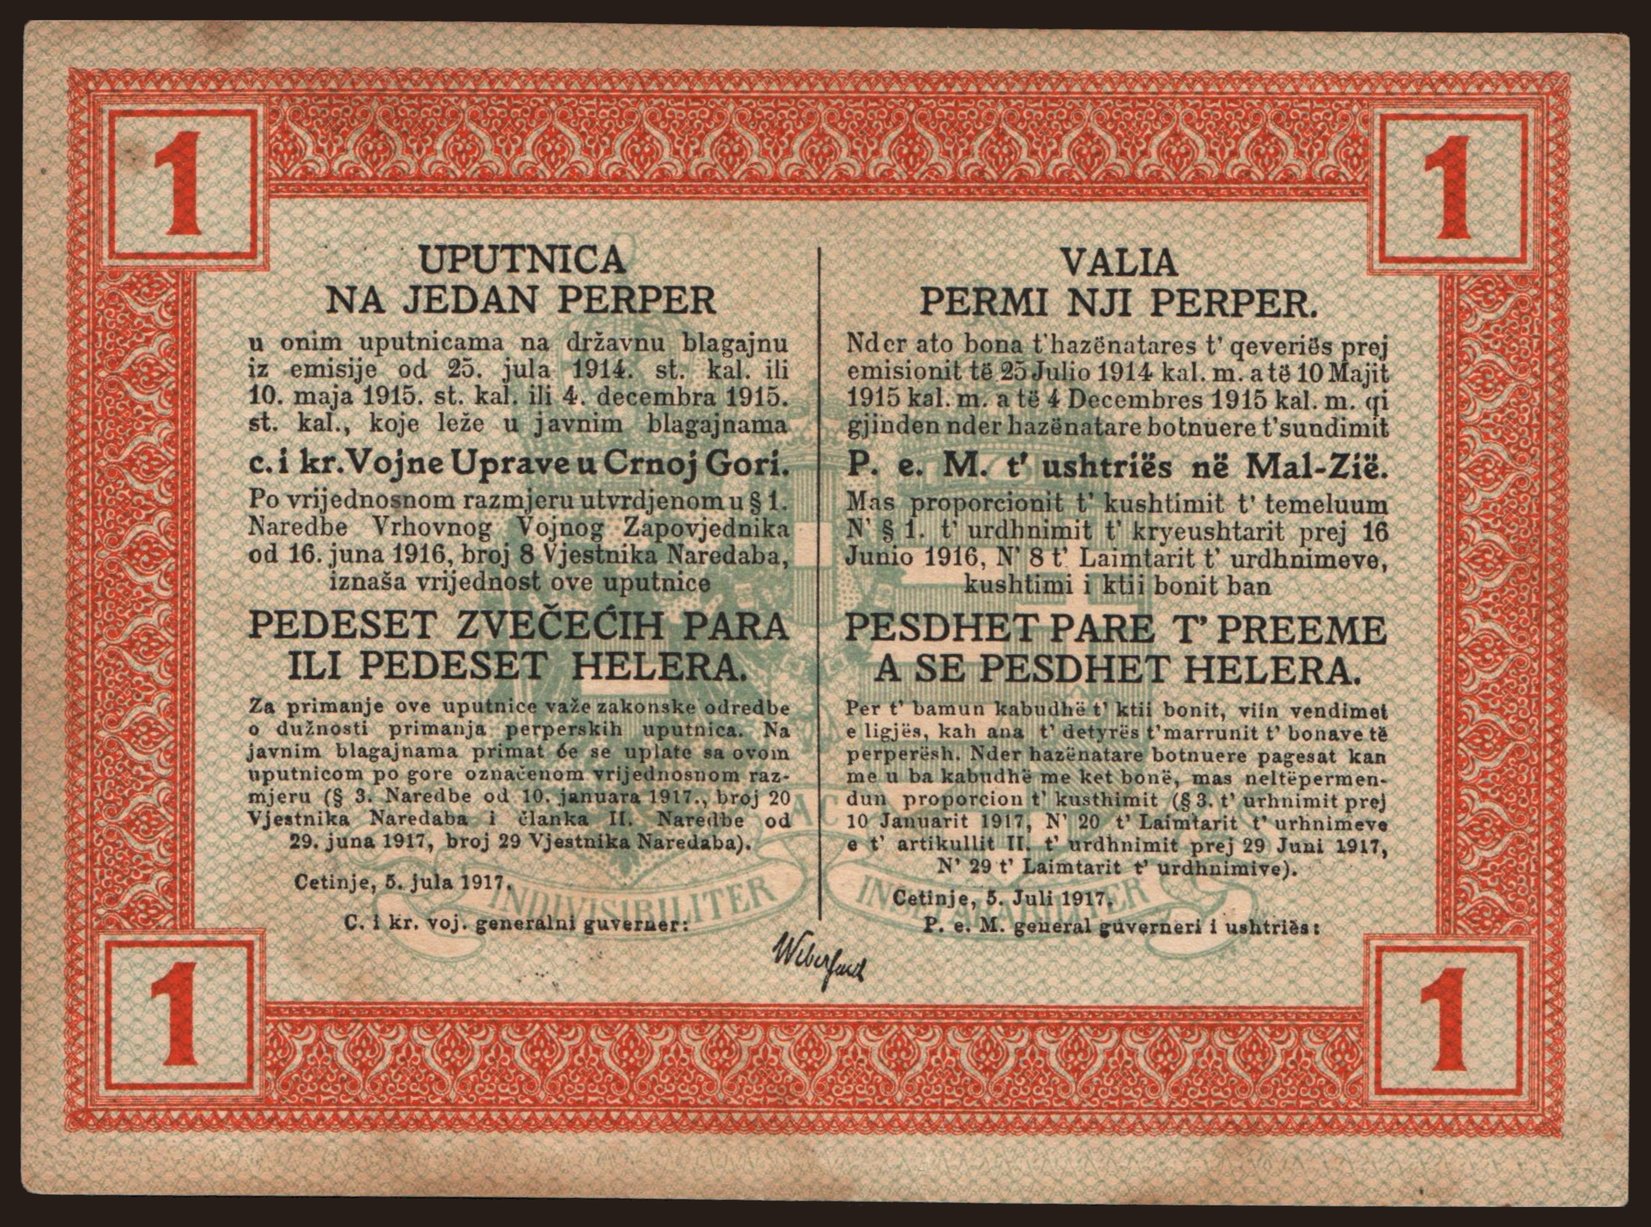 1
1
UPUTNICA
NA JEDAN PERPER
u onim uputnicama na državnu blagajnu
iz emisije od 25. jula 1914. st. kal. ili
10. maja 1915. st. kal. ili 4. decembra 1915.
st. kal., koje leže u javnim blagajnama
c. i kr. Vojne Uprave u Crnoj Gori.
Po vrijednosnom razmjeru utvrdjenom u § 1.
Naredbe Vrhovnog Vojnog Zapovjednika
od 16. juna 1916, broj 8 Vjestnika Naredaba,
iznaša vrijednost ove uputnice
PEDESET ZVEČEĆIH PARA
ILI PEDESET HELERA.
Za primanje ove uputnice važe zakonske odredbe
o dužnosti primanja perperskih uputnica. Na
javnim blagajnama primat će se uplate sa ovom
uputnicom po gore označenom vrijednosnom raz-
mjeru (§ 3. Naredbe od 10. januara 1917., broj 20
Vjestnika Naredaba i članka II. Naredbe od
29. juna 1917, broj 29 Vjestnika Naredaba).
Cetinje, 5. jula 1917.
C. i kr. voj. generalni guverner:
VALIA
PERMI NJI PERPER.
Nder ato bona t'hazënatares t' qeveriës prej
emisionit të 25 Julio 1914 kal. m. a të 10 Majit
1915 kal. m. a të 4 Decembres 1915 kal. m. qi
gjinden nder hazënatare botnuere t'sundimit
P. e. M. t' ushtriës në Mal-Zië.
Mas proporcionit t' kushtimit t' temeluum
N' § 1. t' urdhnimit t' kryeushtarit prej 16
Junio 1916, N' 8 t' Laimtarit t' urdhnimeve,
kushtimi i ktii bonit ban
PESDHET PARE T' PREEME
A SE PESDHET HELERA.
Per t' bamun kabudhë t' ktii bonit, viin vendimet
e ligjës, kah ana t' detyrës t'marrunit t' bonave të
perperësh. Nder hazënatare botnuere pagesat kan
me u ba kabudhë me ket bonë, mas neltëpermen-
dun proporcion t' kusthimit (§ 3. t' urhnimit prej
10 Januarit 1917, N' 20 t' Laimtarit t' urhnimeve
e t' artikullit II. t' urdhnimit prej 29 Juni 1917,
N' 29 t' Laimtarit t' urdhnimive).
Cetinje, 5. Juli 1917.
P. e. M. general guverneri i ushtriës:
INDIVISIBILITER
AC
1
1